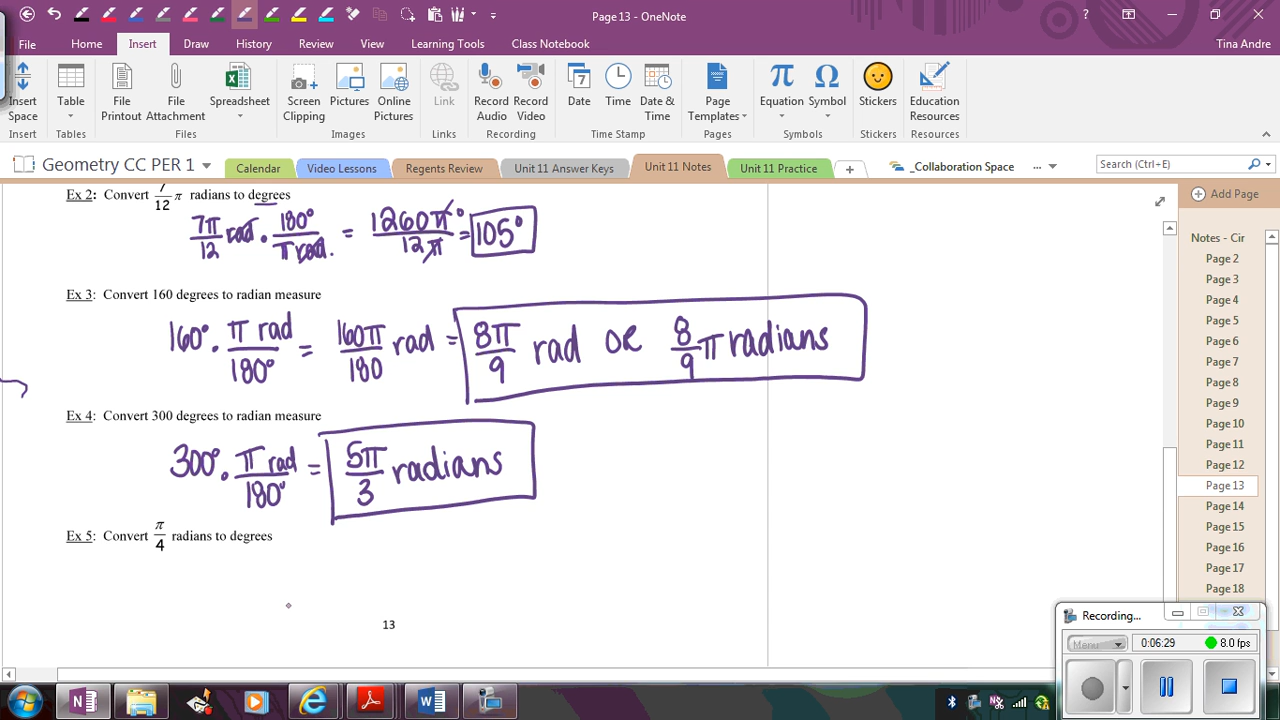 Page 13 - OneNote
File Home Insert Draw History Review View Learning Tools Class Notebook Tina Andre
Insert Space Table File Printout File Attachment Spreadsheet Screen Clipping Pictures Online Pictures Link Record Audio Record Video Date Time Date & Time Page Templates Equation Symbol Stickers Education Resources
Insert Tables Files Images Links Recording Time Stamp Pages Symbols Stickers Resources
Geometry CC PER 1 Calendar Video Lessons Regents Review Unit 11 Answer Keys Unit 11 Notes Unit 11 Practice _Collaboration Space ... Search (Ctrl+E)
Add Page
Notes - Cir
Page 2
Page 3
Page 4
Page 5
Page 6
Page 7
Page 8
Page 9
Page 10
Page 11
Page 12
Page 13
Page 14
Page 15
Page 16
Page 17
Page 18
Ex 2: Convert 7/12 π radians to degrees
7π/12 rad · 180°/π rad. = 1260π°/12π = 105°
Ex 3: Convert 160 degrees to radian measure
160° · π rad/180° = 160π/180 rad = 8π/9 rad OR 8/9 π radians
Ex 4: Convert 300 degrees to radian measure
300° · π rad/180° = 5π/3 radians
Ex 5: Convert π/4 radians to degrees
13
Recording...
Menu 0:06:29 8.0 fps